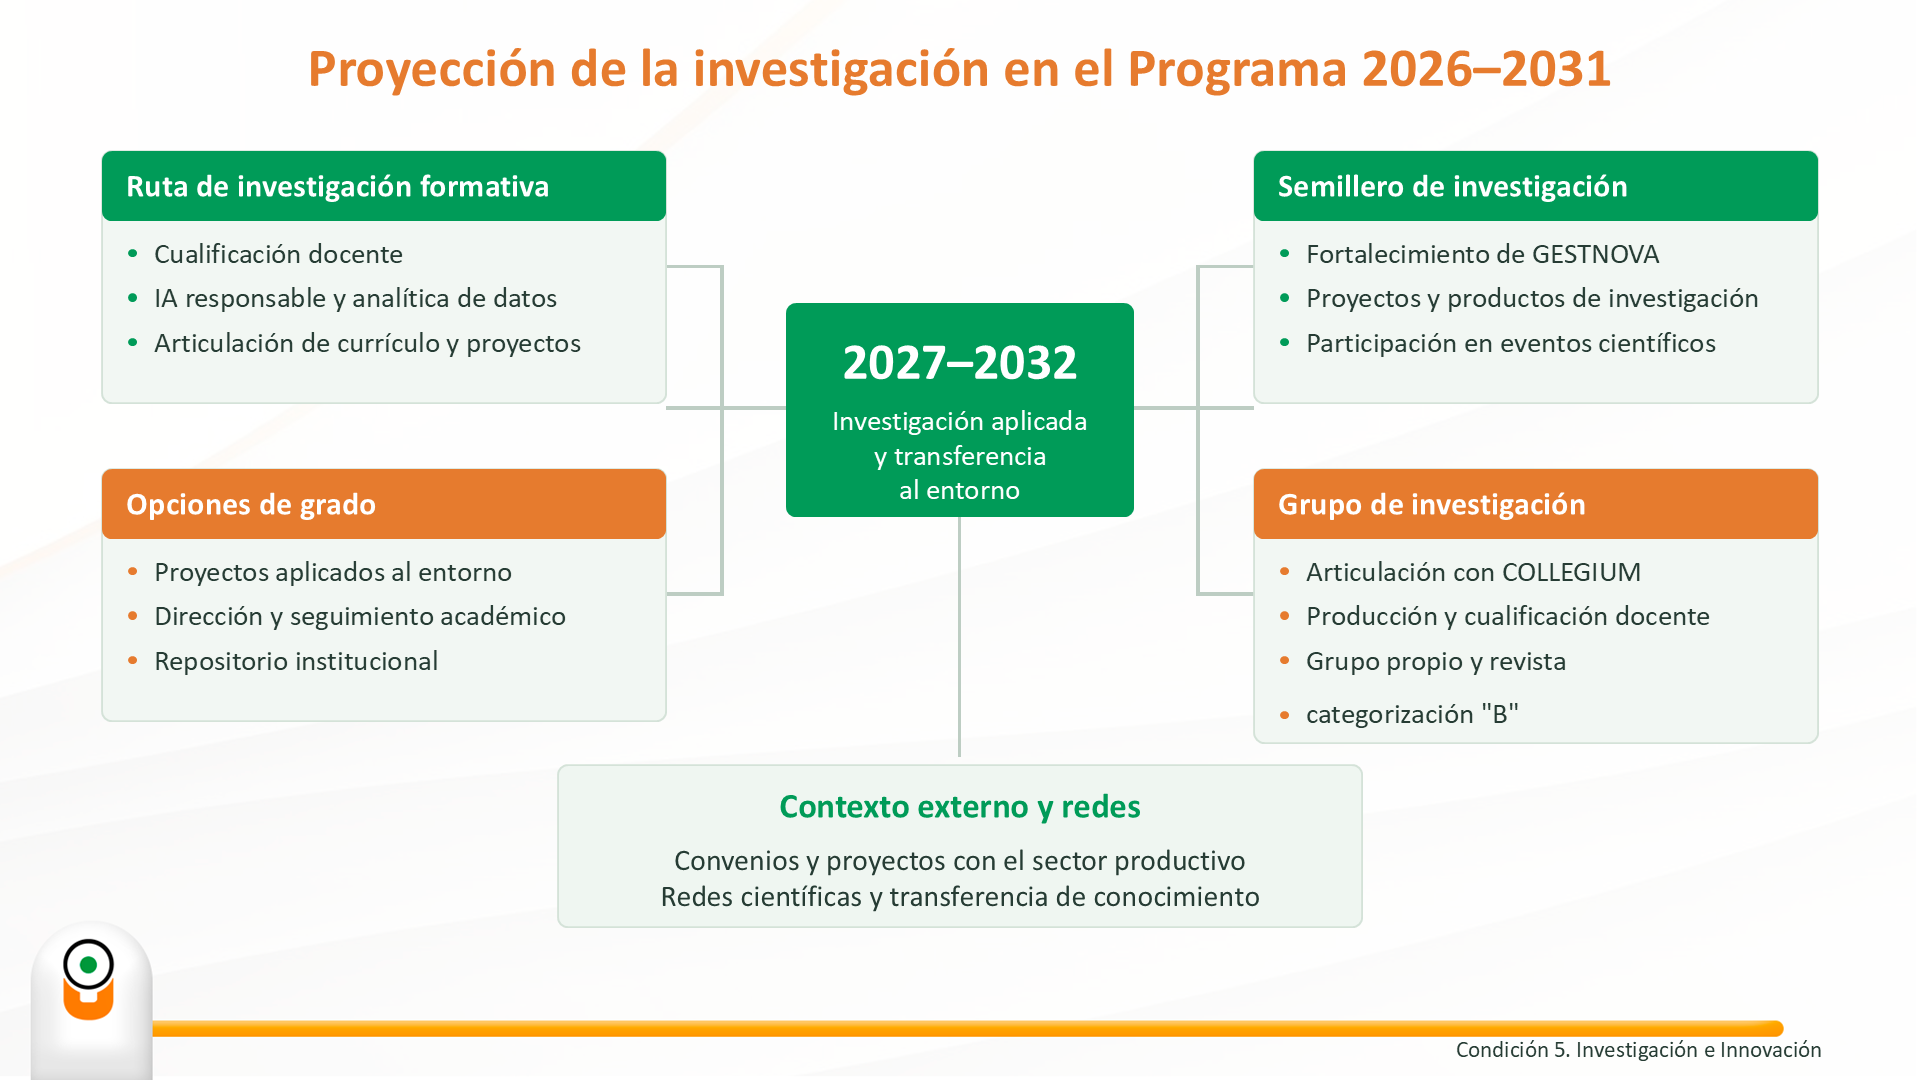 Proyección de la investigación en el Programa 2026–2031
Ruta de investigación formativa
• Cualificación docente
• IA responsable y analítica de datos
• Articulación de currículo y proyectos
Opciones de grado
• Proyectos aplicados al entorno
• Dirección y seguimiento académico
• Repositorio institucional
2027–2032
Investigación aplicada
y transferencia
al entorno
Semillero de investigación
• Fortalecimiento de GESTNOVA
• Proyectos y productos de investigación
• Participación en eventos científicos
Grupo de investigación
• Articulación con COLLEGIUM
• Producción y cualificación docente
• Grupo propio y revista
• categorización "B"
Contexto externo y redes
Convenios y proyectos con el sector productivo
Redes científicas y transferencia de conocimiento
Condición 5. Investigación e Innovación